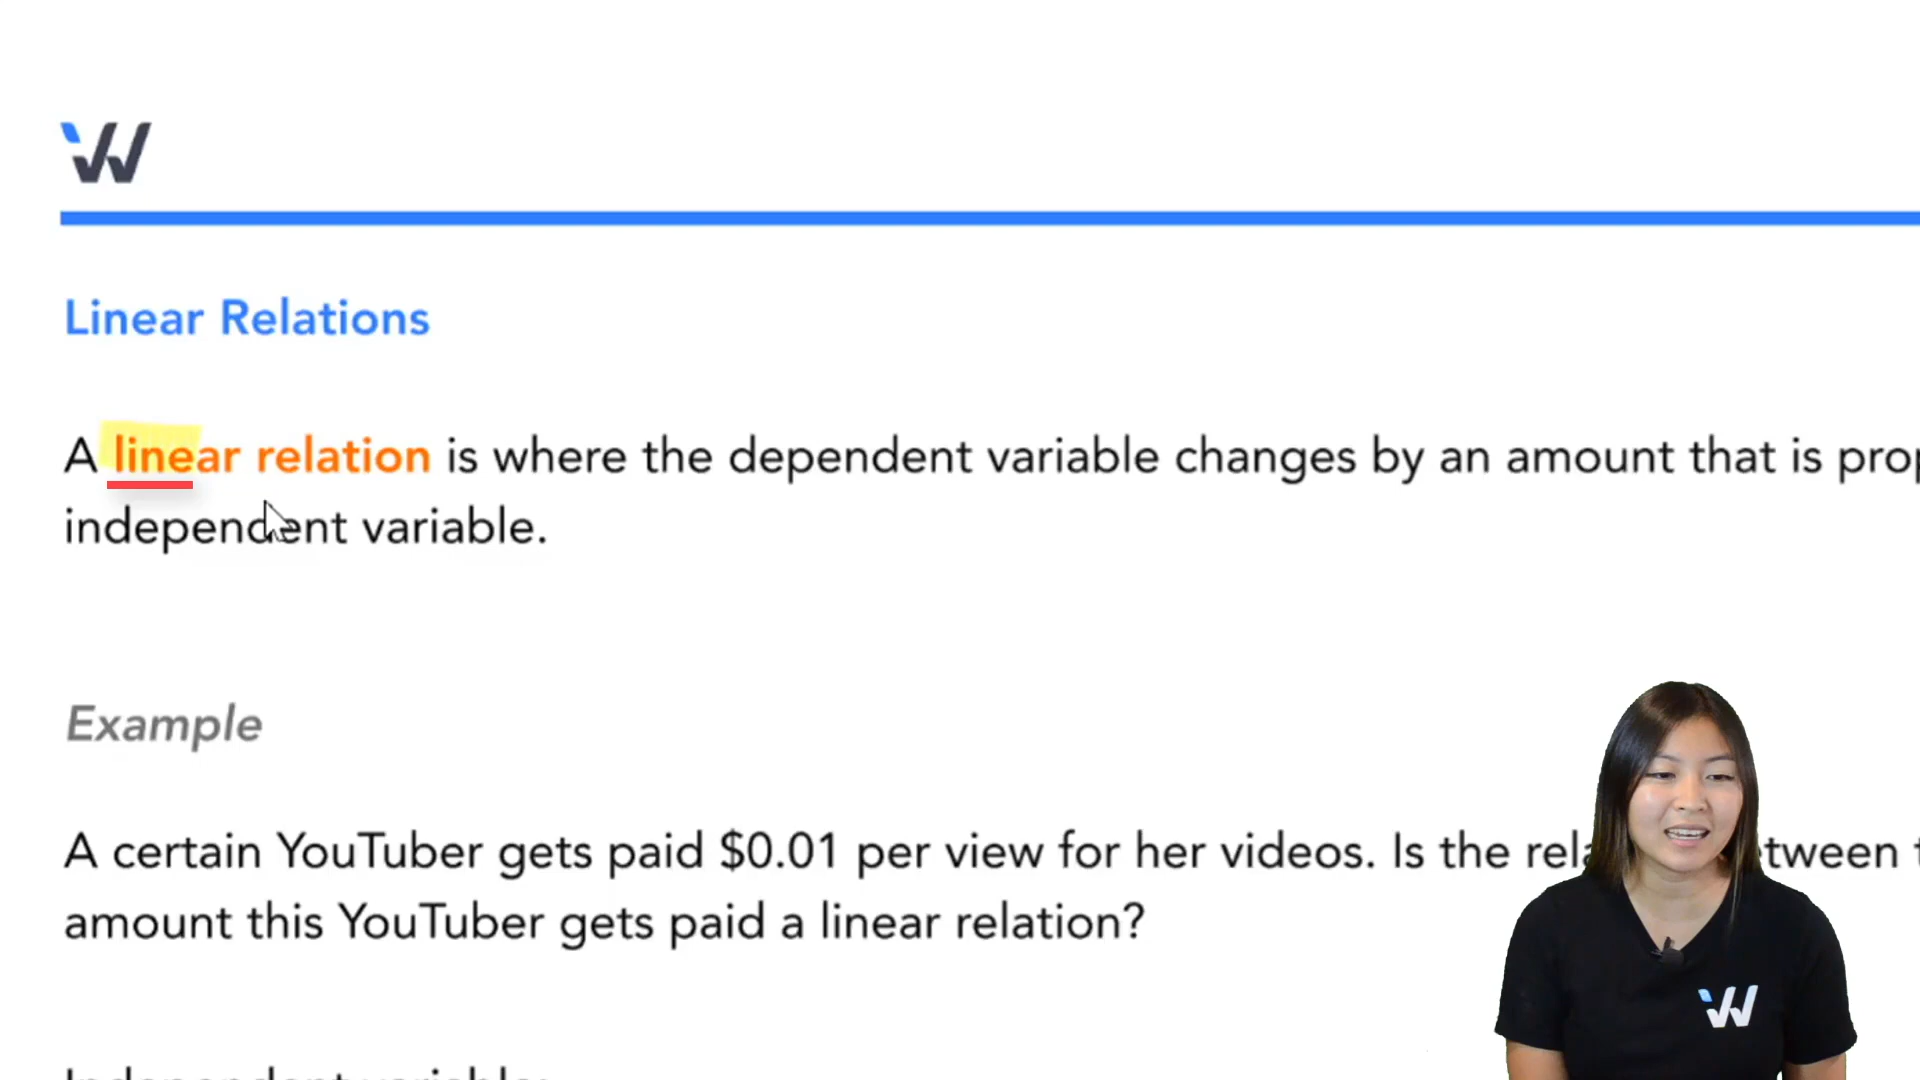 Linear Relations
A linear relation is where the dependent variable changes by an amount that is
independent variable.
Example
A certain YouTuber gets paid $0.01 per view for her videos. Is the
amount this YouTuber gets paid a linear relation?
Independent variable: